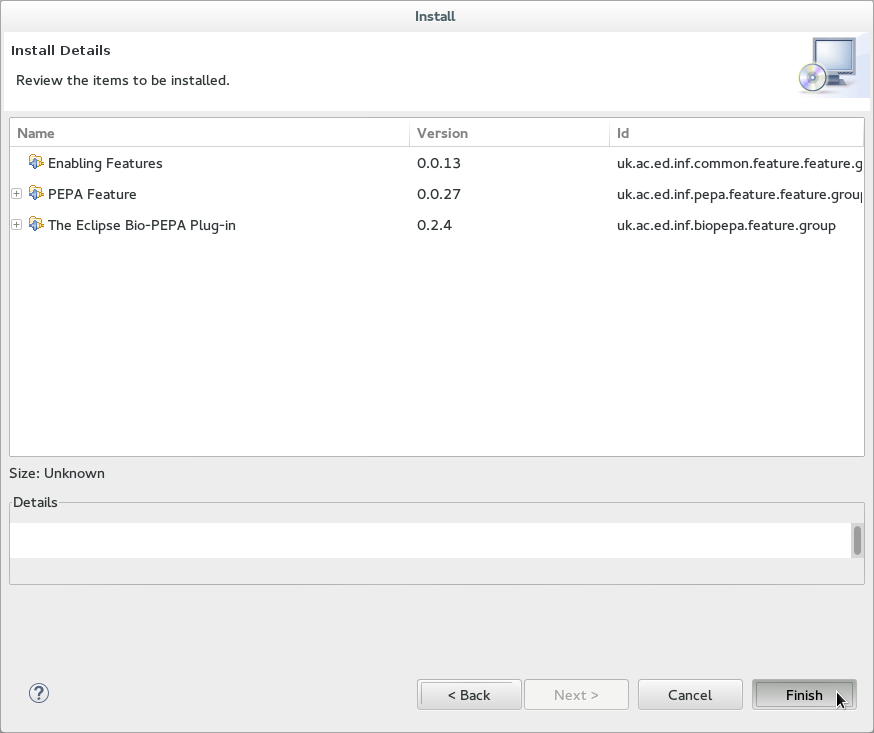 Install
Install Details
Review the items to be installed.
Name Version Id
Enabling Features 0.0.13 uk.ac.ed.inf.common.feature.feature.g
PEPA Feature 0.0.27 uk.ac.ed.inf.pepa.feature.feature.grou
The Eclipse Bio-PEPA Plug-in 0.2.4 uk.ac.ed.inf.biopepa.feature.group
Size: Unknown
Details
? < Back Next > Cancel Finish